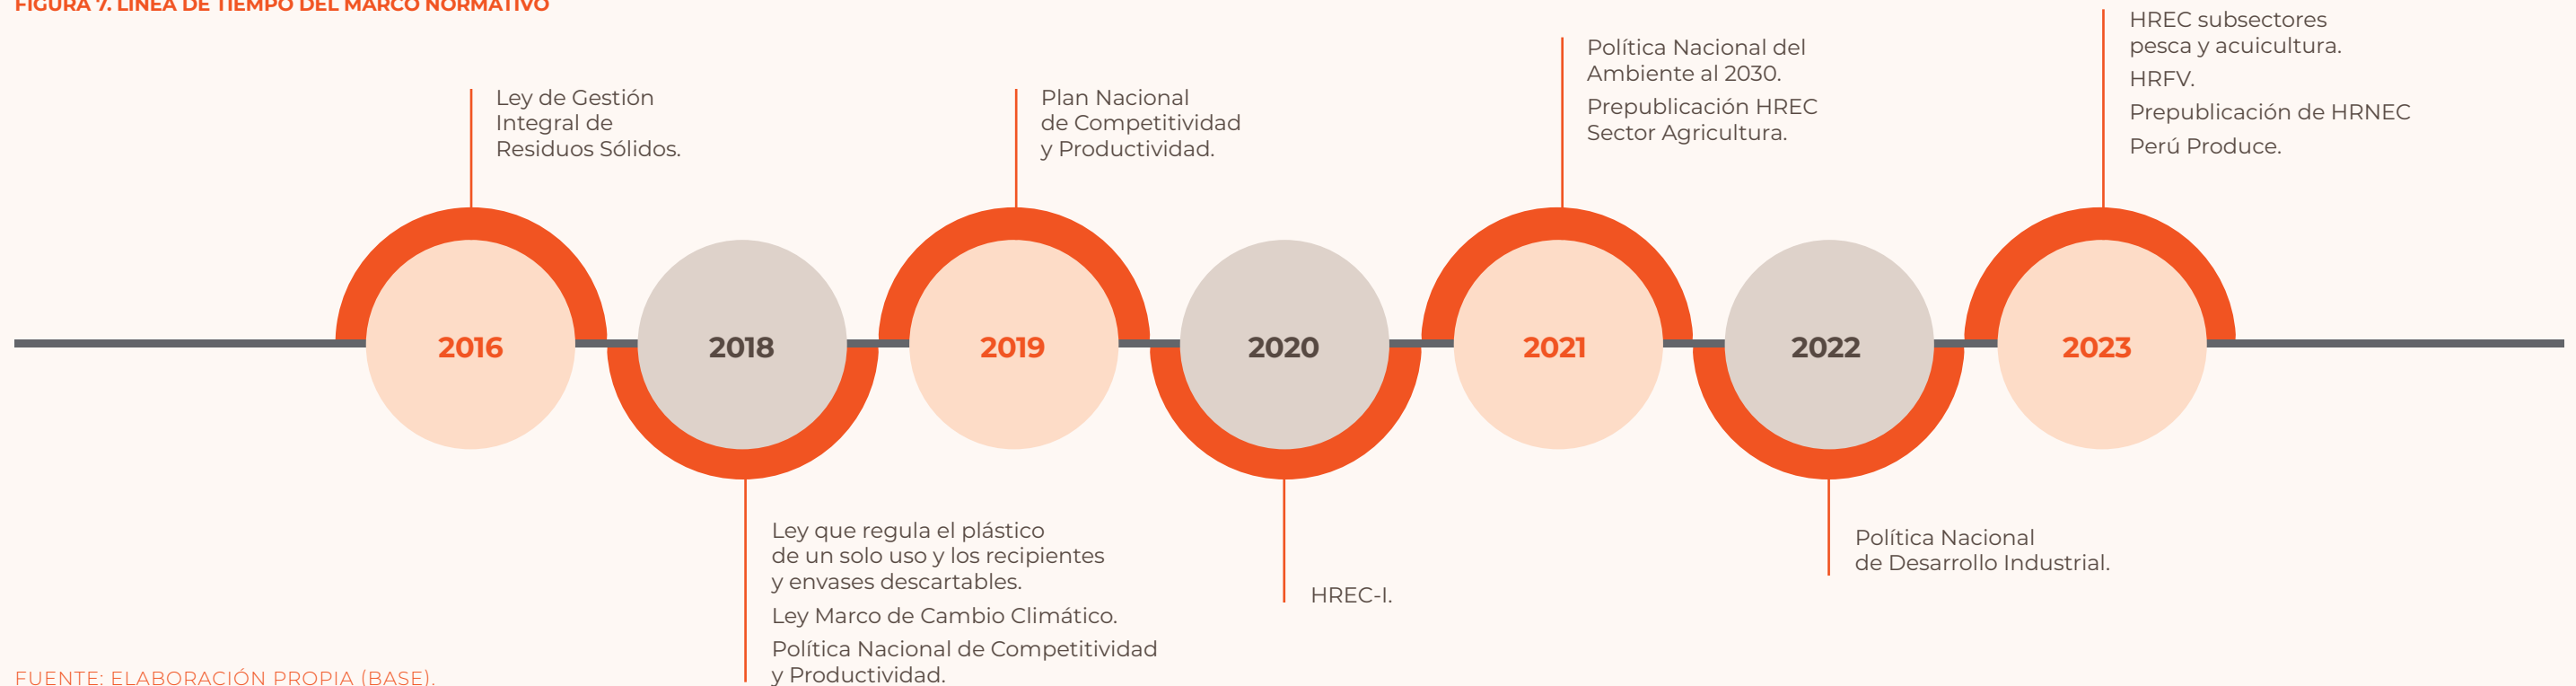 FIGURA 7. LÍNEA DE TIEMPO DEL MARCO NORMATIVO
Ley de Gestión
Integral de
Residuos Sólidos.
Plan Nacional
de Competitividad
y Productividad.
Política Nacional del
Ambiente al 2030.
Prepublicación HREC
Sector Agricultura.
HREC subsectores
pesca y acuicultura.
HRFV.
Prepublicación de HRNEC
Perú Produce.
2016
2018
2019
2020
2021
2022
2023
Ley que regula el plástico
de un solo uso y los recipientes
y envases descartables.
Ley Marco de Cambio Climático.
Política Nacional de Competitividad
y Productividad.
HREC-I.
Política Nacional
de Desarrollo Industrial.
FUENTE: ELABORACIÓN PROPIA (BASE).